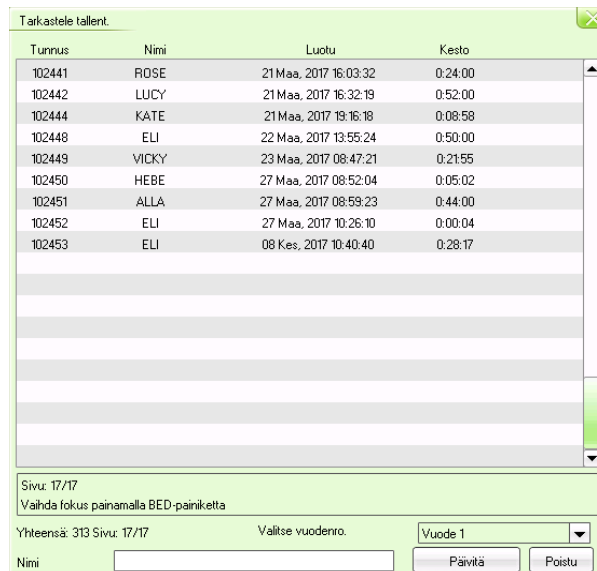 Tarkastele tallent.
Tunnus Nimi Luotu Kesto
102441 ROSE 21 Maa, 2017 16:03:32 0:24:00
102442 LUCY 21 Maa, 2017 16:32:19 0:52:00
102444 KATE 21 Maa, 2017 19:16:18 0:08:58
102448 ELI 22 Maa, 2017 13:55:24 0:50:00
102449 VICKY 23 Maa, 2017 08:47:21 0:21:55
102450 HEBE 27 Maa, 2017 08:52:04 0:05:02
102451 ALLA 27 Maa, 2017 08:59:23 0:44:00
102452 ELI 27 Maa, 2017 10:26:10 0:00:04
102453 ELI 08 Kes, 2017 10:40:40 0:28:17
Sivu: 17/17
Vaihda fokus painamalla BED-painiketta
Yhteensä: 313 Sivu: 17/17 Valitse vuodenro. Vuode 1
Nimi Päivitä Poistu